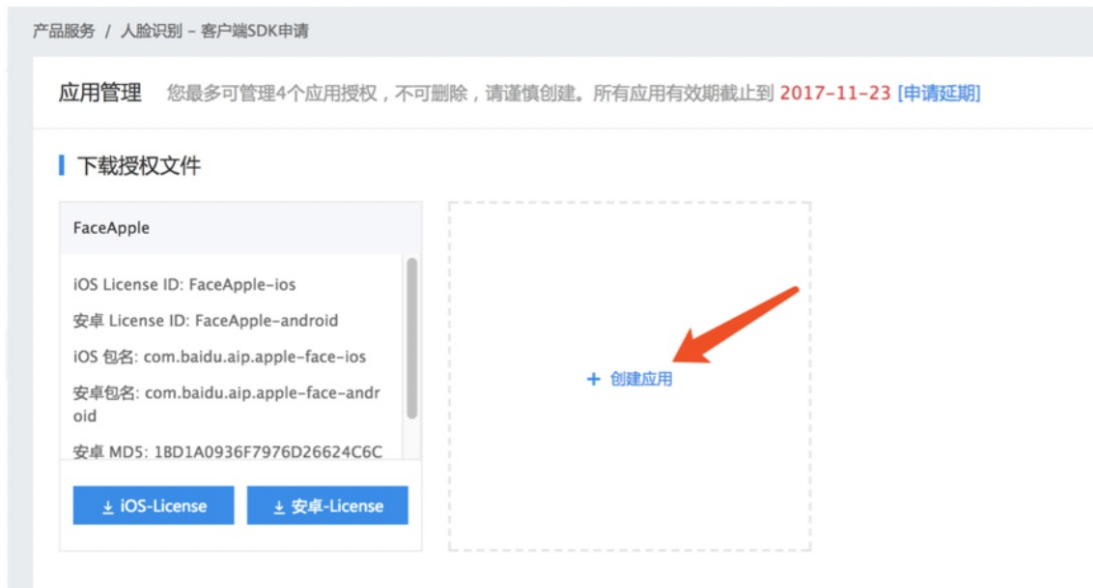 产品服务 / 人脸识别 – 客户端SDK申请
应用管理 您最多可管理4个应用授权，不可删除，请谨慎创建。所有应用有效期截止到 2017-11-23 [申请延期]
下载授权文件
FaceApple
iOS License ID: FaceApple-ios
安卓 License ID: FaceApple-android
iOS 包名: com.baidu.aip.apple-face-ios
安卓包名: com.baidu.aip.apple-face-andr
oid
安卓 MD5: 1BD1A0936F7976D26624C6C
iOS-License 安卓-License
+ 创建应用